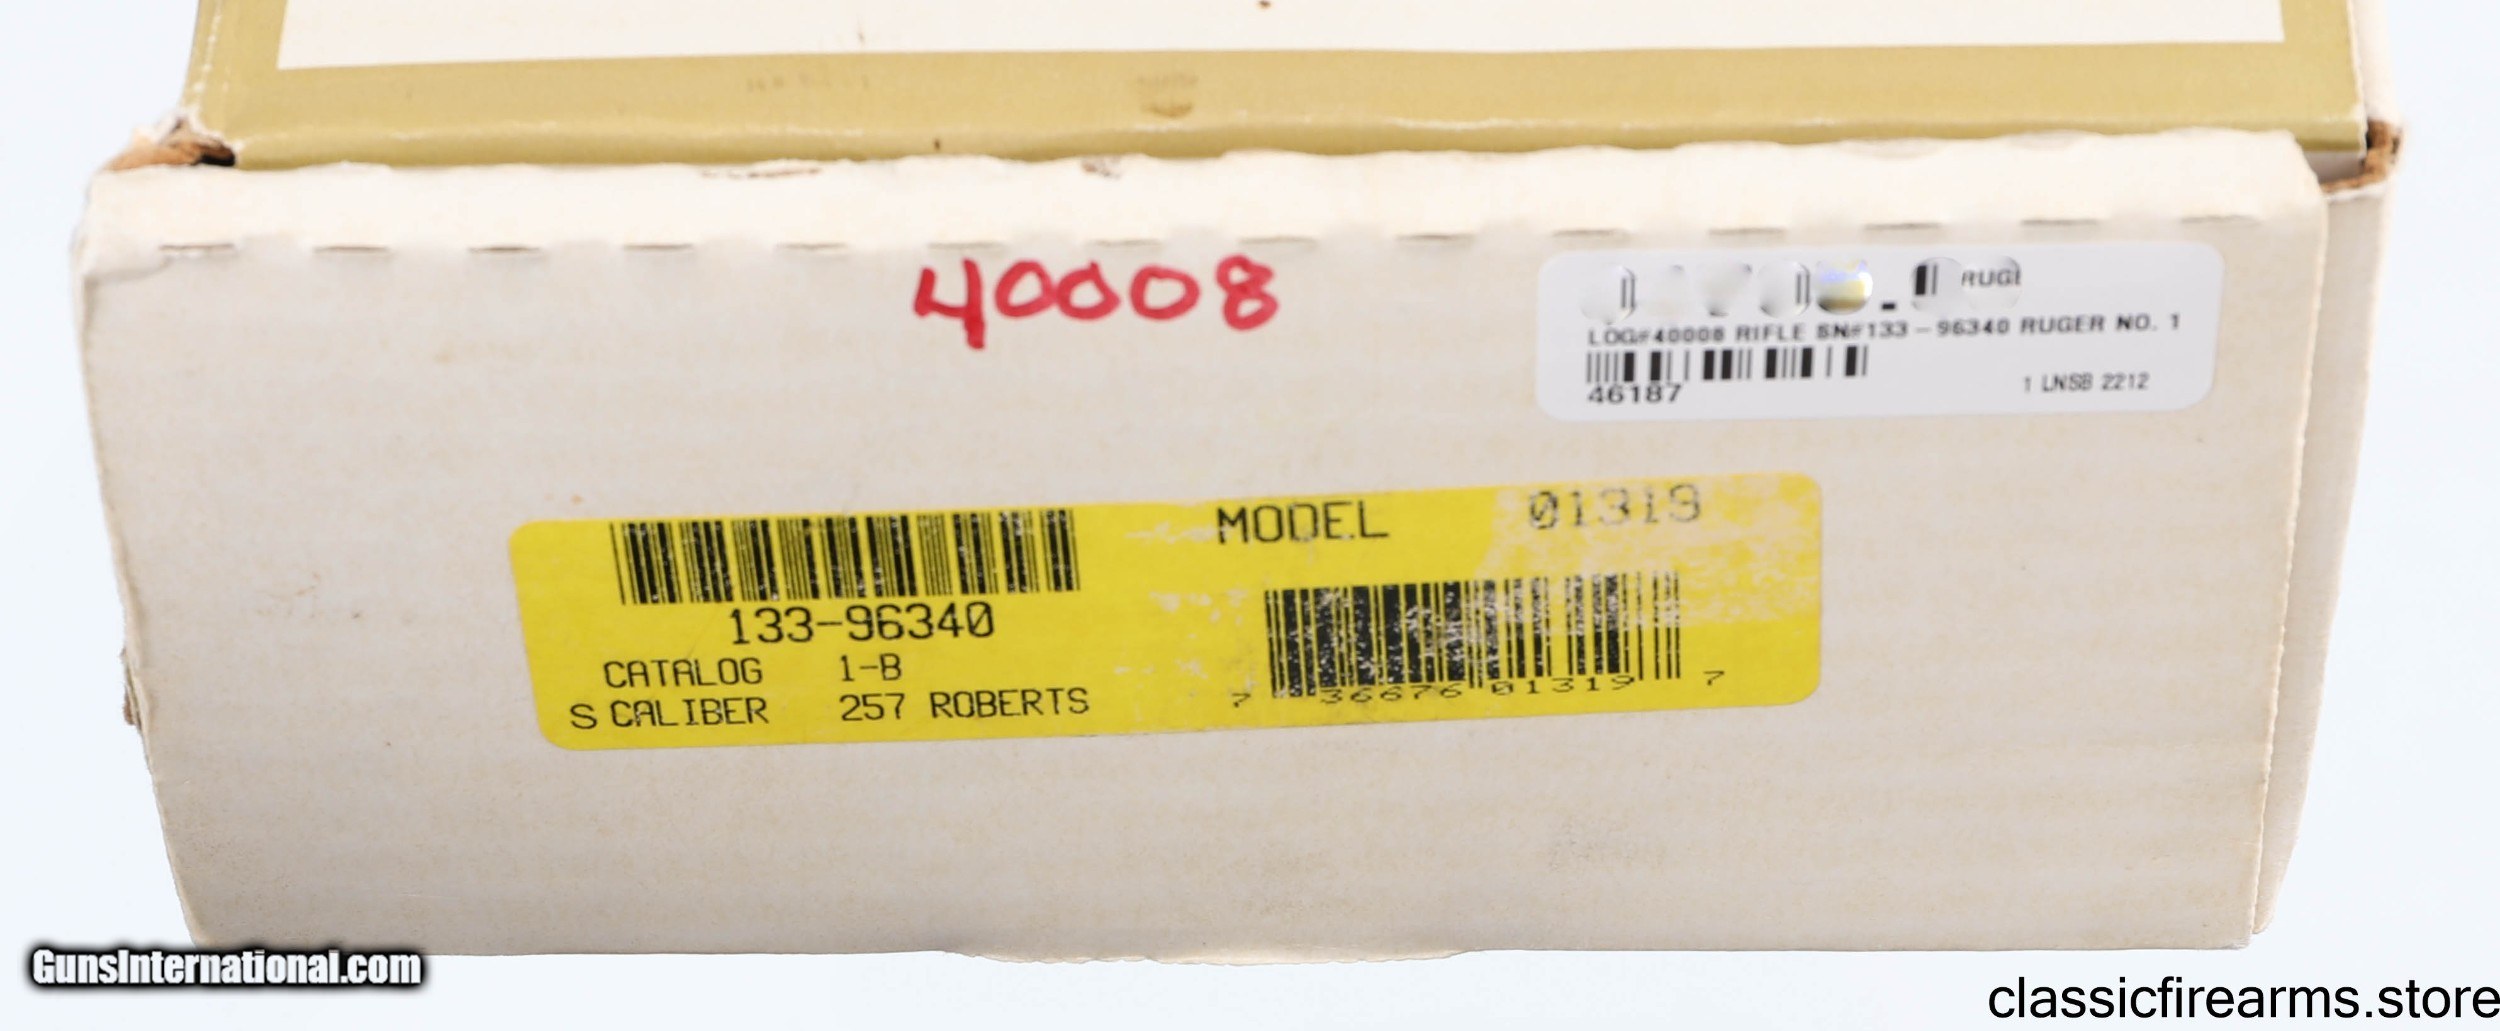 40008
RUGE
LOG#40008 RIFLE SN#133-96340 RUGER NO. 1
46187
1 LNSB 2212
MODEL 01319
133-96340
CATALOG 1-B
S CALIBER 257 ROBERTS
7 36676 01319 7
GunsInternational.com
classicfirearms.store